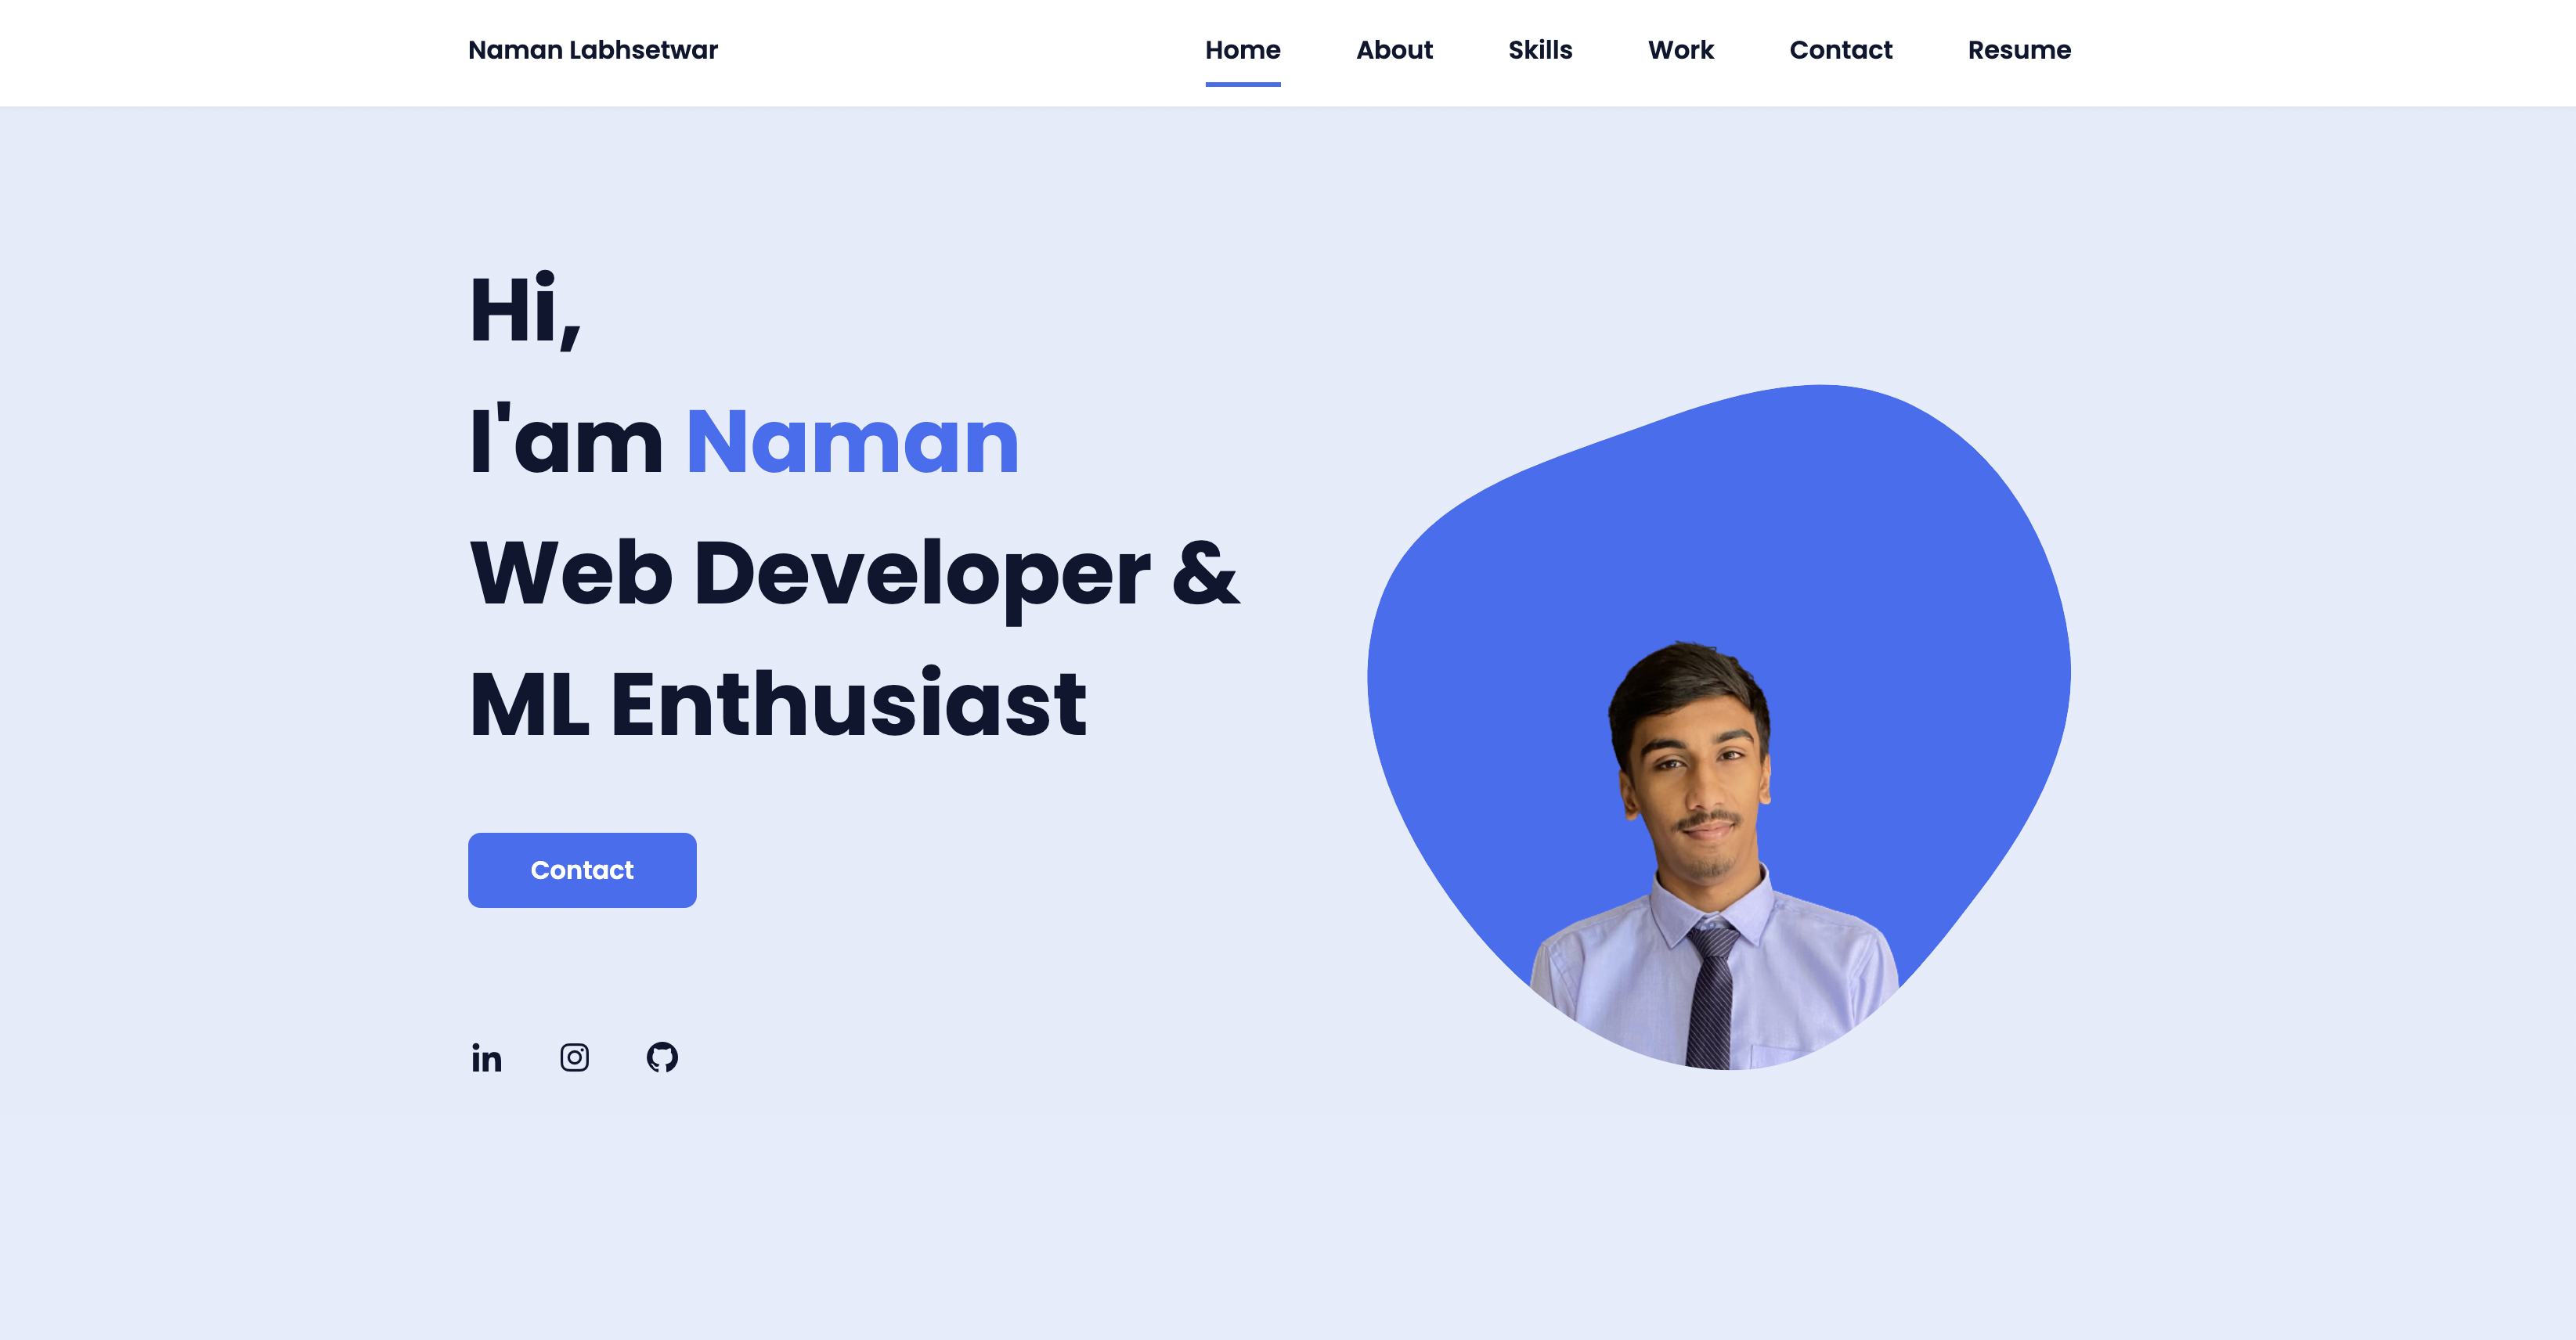 Naman Labhsetwar
Home About Skills Work Contact Resume
Hi,
I'am Naman
Web Developer &
ML Enthusiast
Contact
in